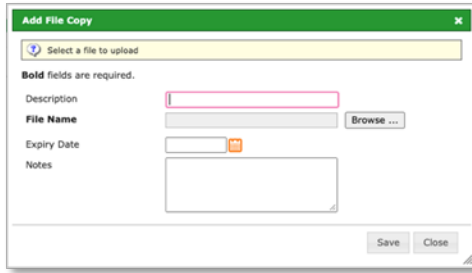 Add File Copy
Select a file to upload
Bold fields are required.
Description
File Name Browse ...
Expiry Date
Notes
Save Close